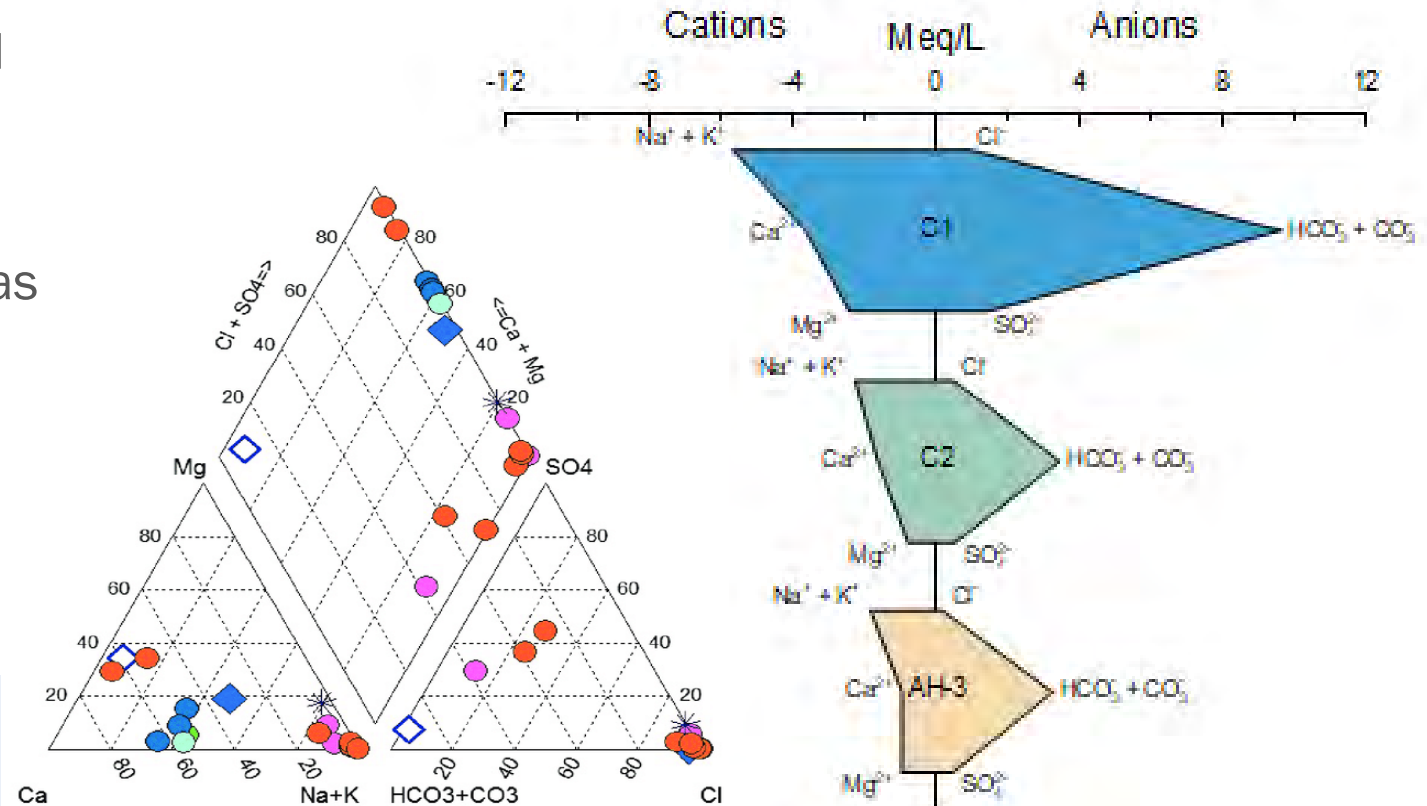 as
Cations
Meq/L
Anions
-12 -8 -4 0 4 8 12
Na⁺ + K⁺
Cl⁻
Ca²⁺
C1
HCO₃⁻ + CO₃⁻
Mg²⁺
SO₄²⁻
Na⁺ + K⁺
Cl⁻
Ca²⁺
C2
HCO₃⁻ + CO₃⁻
Mg²⁺
SO₄²⁻
Na⁺ + K⁺
Cl⁻
Ca²⁺
AH-3
HCO₃⁻ + CO₃⁻
Mg²⁺
SO₄²⁻
80 80
60 60
40 40
20 20
Cl + SO4=>
<=Ca + Mg
Mg
SO4
80
60
40
20
80
60
40
20
80 60 40 20
20 40 60 80
Ca
Na+K
HCO3+CO3
Cl